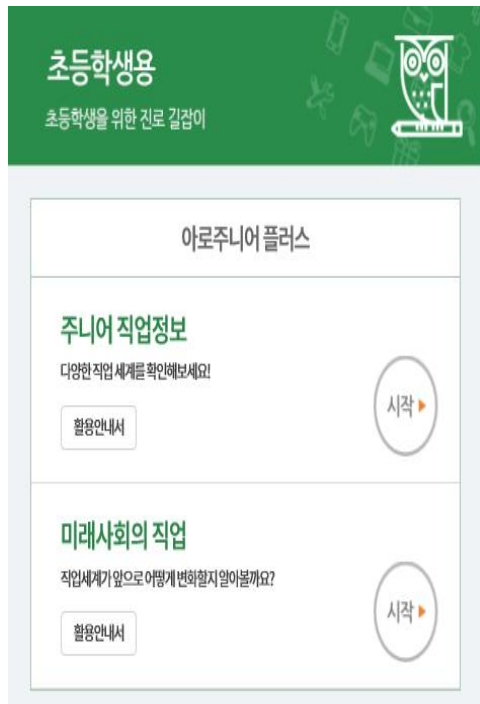 초등학생용
초등학생을 위한 진로 길잡이
아로주니어 플러스
주니어 직업정보
다양한 직업 세계를 확인해보세요!
활용안내서
시작
미래사회의 직업
직업세계가 앞으로 어떻게 변화할지 알아볼까요?
활용안내서
시작